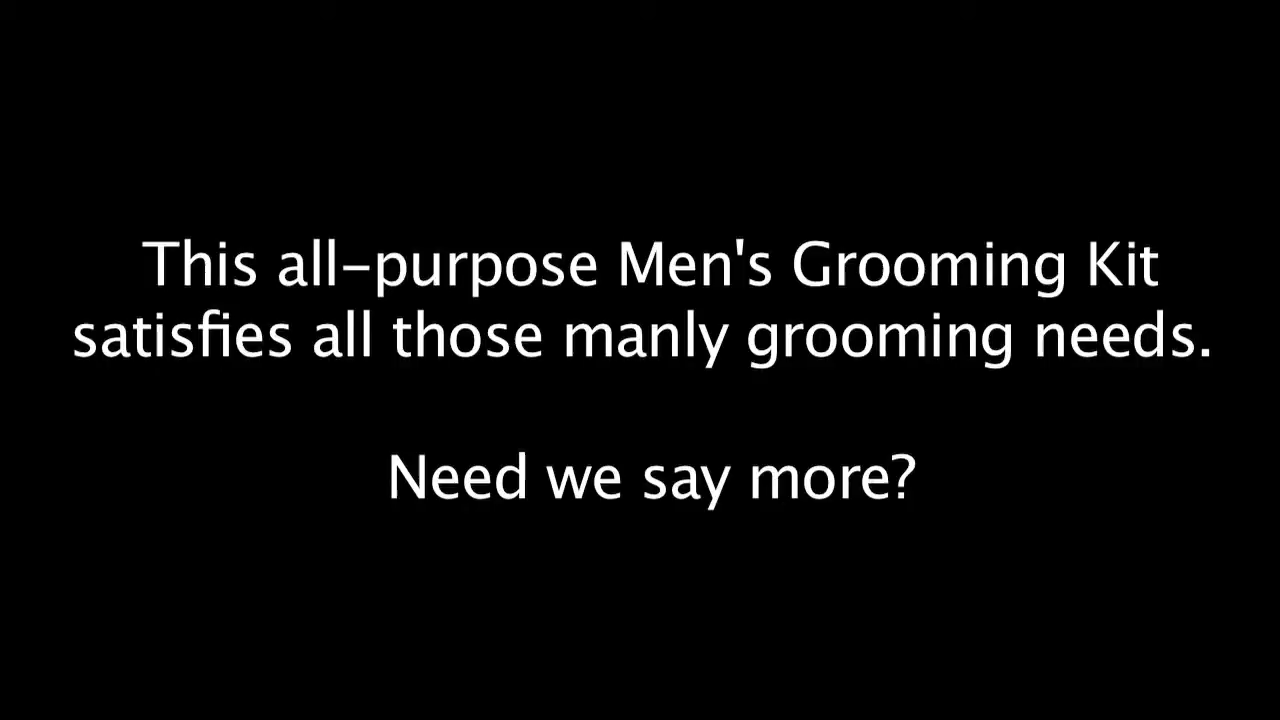 This all-purpose Men's Grooming Kit
satisfies all those manly grooming needs.
Need we say more?